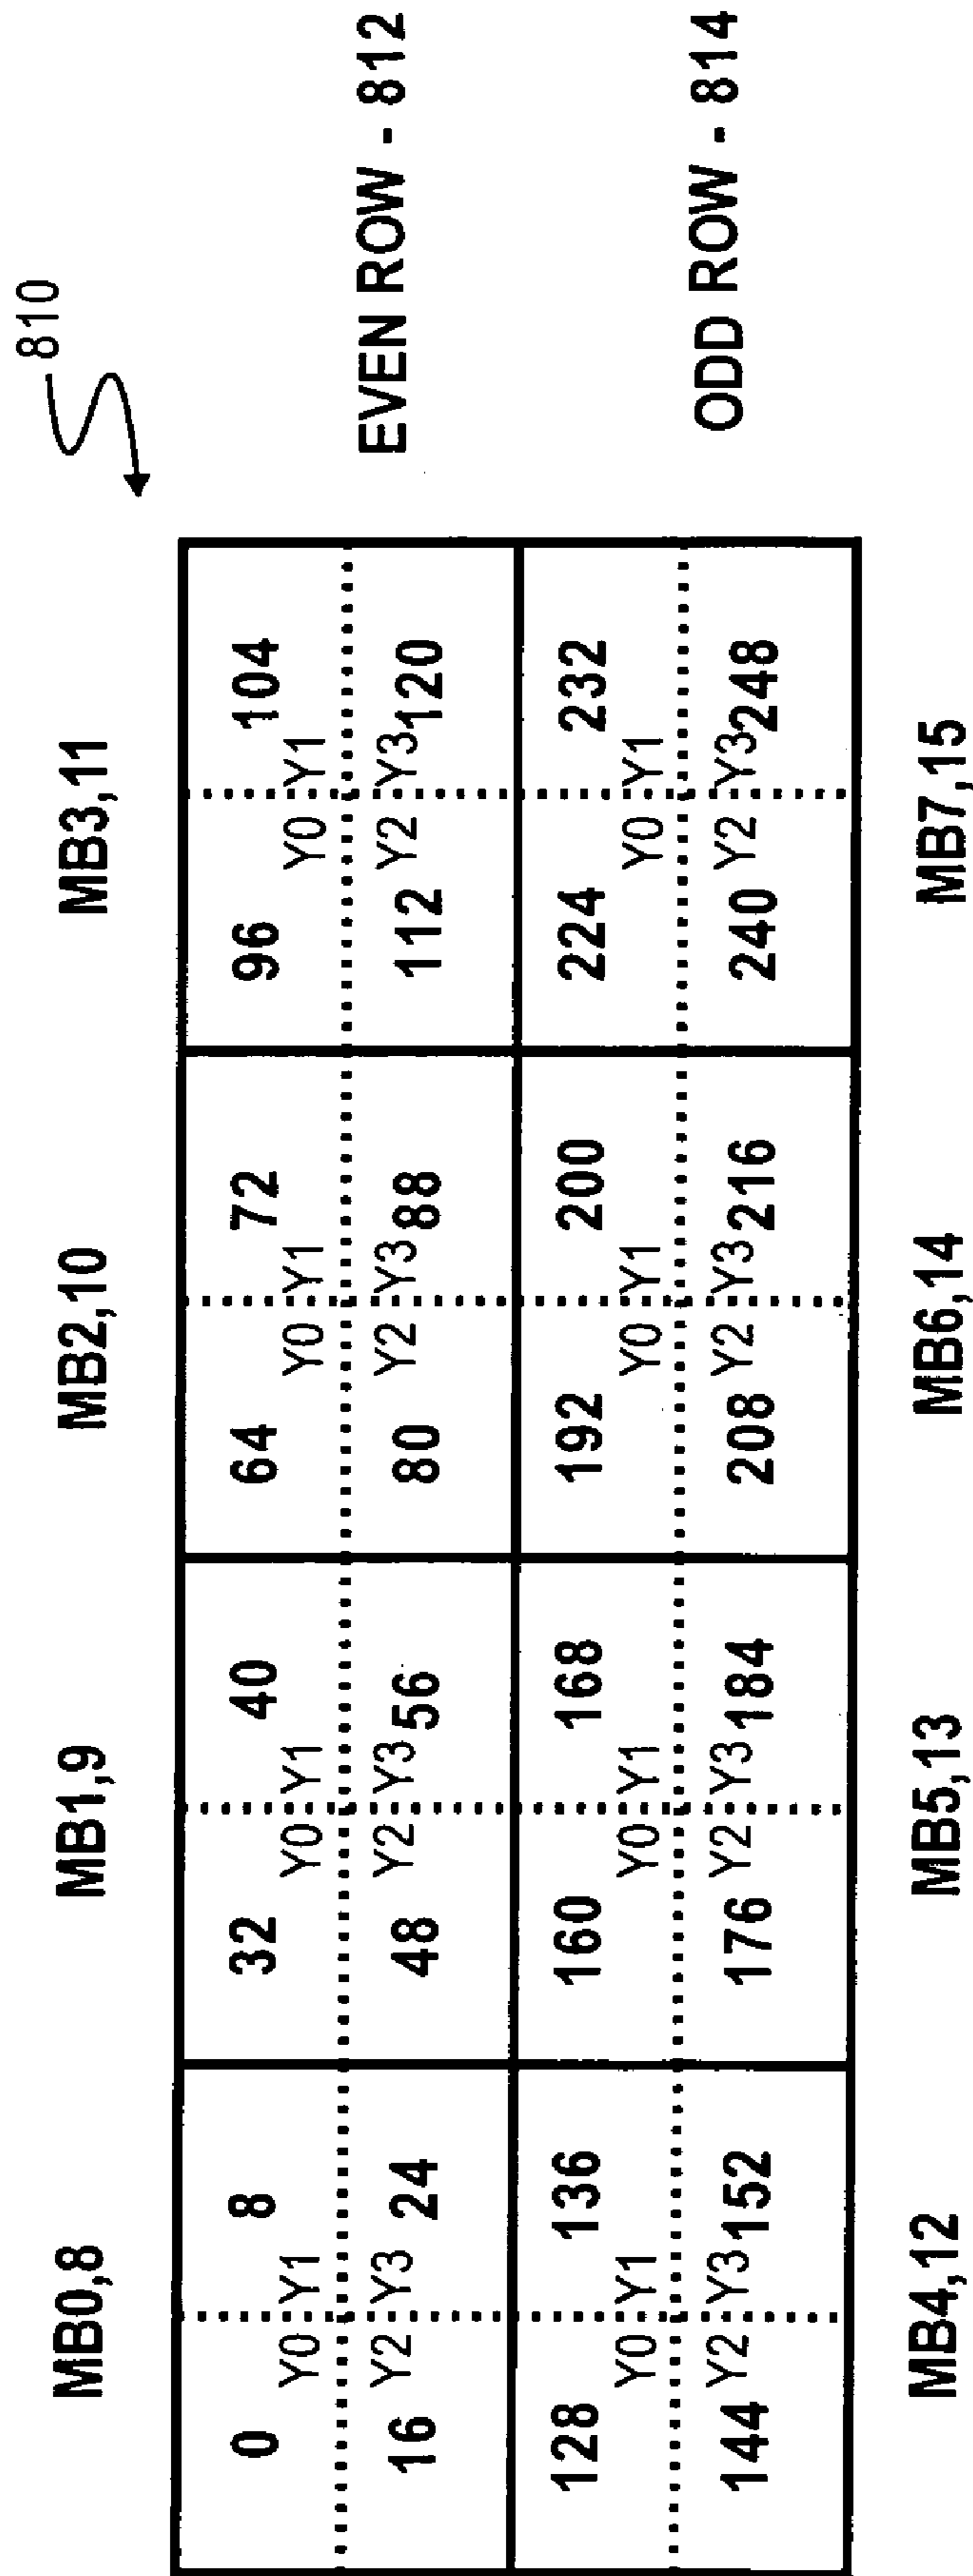 810
MB0,8 MB1,9 MB2,10 MB3,11
0 8 32 40 64 72 96 104
Y0 Y1 Y0 Y1 Y0 Y1 Y0 Y1
EVEN ROW - 812
Y2 Y3 Y2 Y3 Y2 Y3 Y2 Y3
16 24 48 56 80 88 112 120
128 136 160 168 192 200 224 232
Y0 Y1 Y0 Y1 Y0 Y1 Y0 Y1
ODD ROW - 814
Y2 Y3 Y2 Y3 Y2 Y3 Y2 Y3
144 152 176 184 208 216 240 248
MB4,12 MB5,13 MB6,14 MB7,15